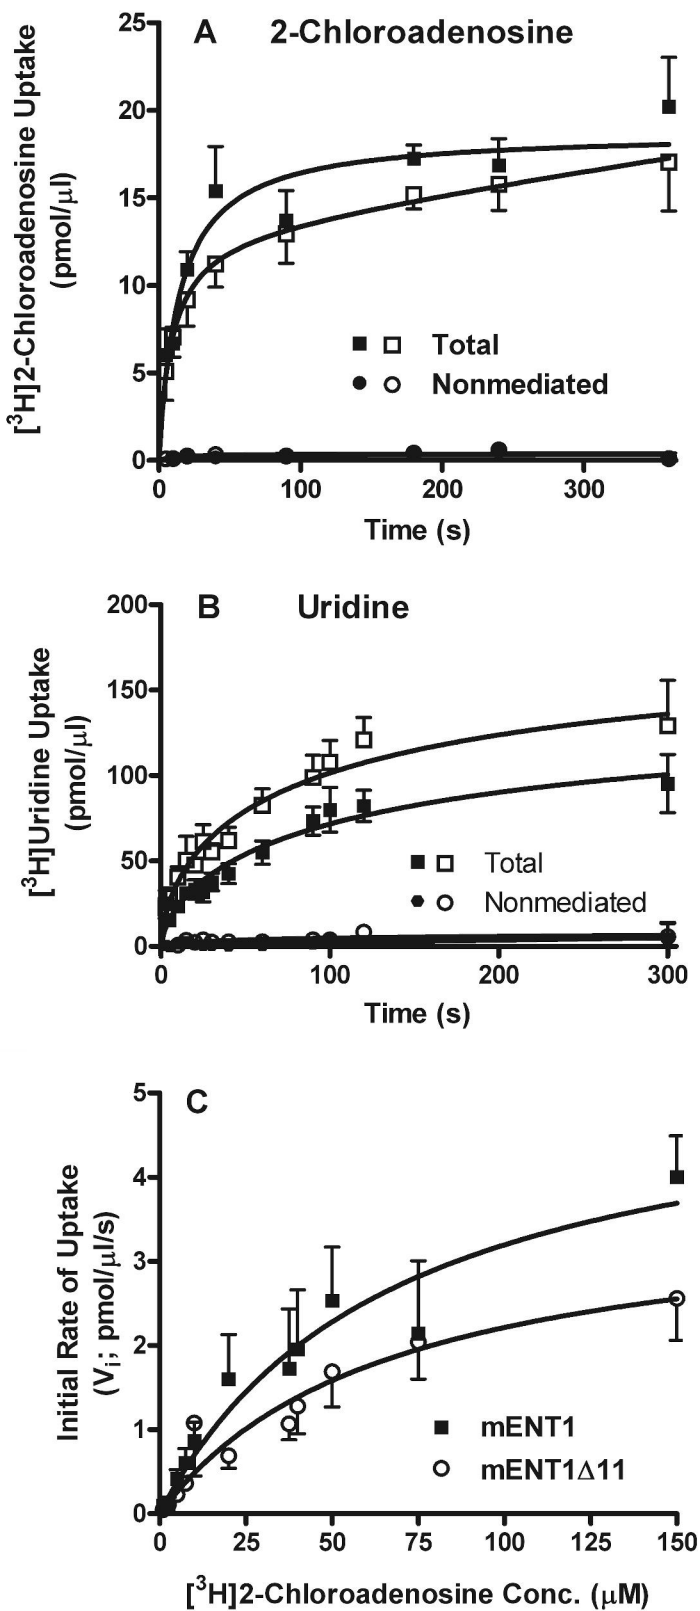 A 2-Chloroadenosine
[³H]2-Chloroadenosine Uptake
(pmol/μl)
25
20
15
10
5
0
Total
Nonmediated
0 100 200 300
Time (s)
B Uridine
[³H]Uridine Uptake
(pmol/μl)
200
150
100
50
0
Total
Nonmediated
0 100 200 300
Time (s)
C
Initial Rate of Uptake
(Vᵢ; pmol/μl/s)
5
4
3
2
1
0
mENT1
mENT1Δ11
0 25 50 75 100 125 150
[³H]2-Chloroadenosine Conc. (μM)